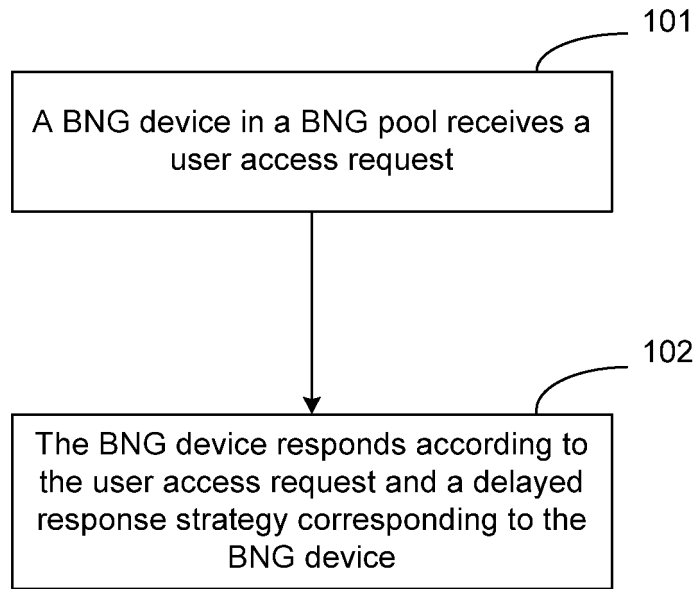 101
A BNG device in a BNG pool receives a
user access request
102
The BNG device responds according to
the user access request and a delayed
response strategy corresponding to the
BNG device